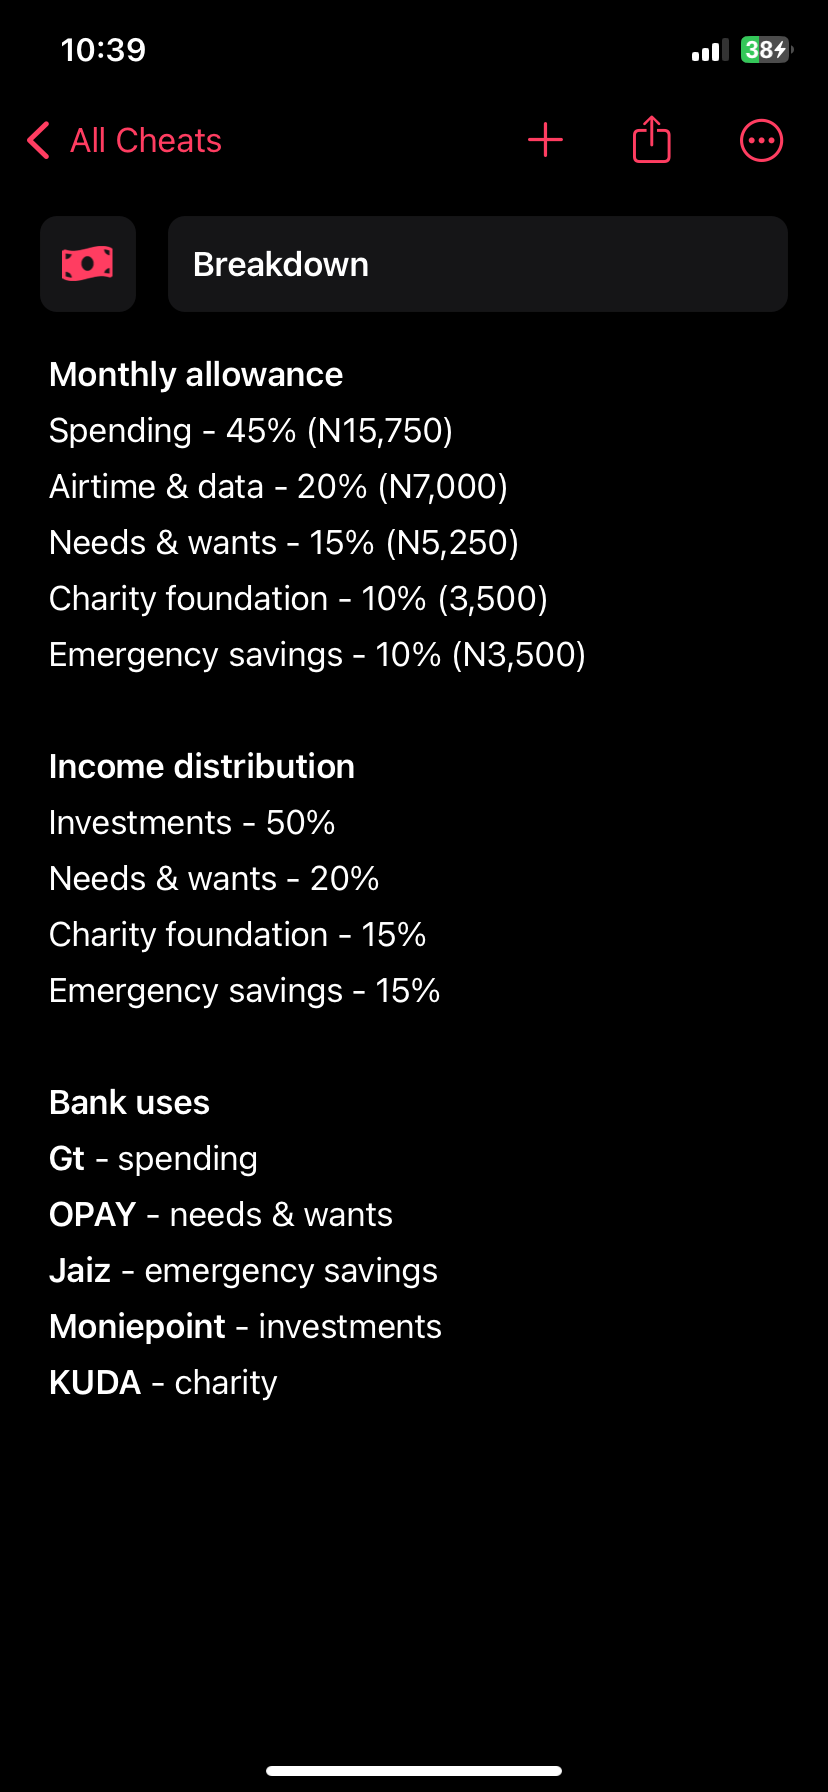 10:39
38
All Cheats
Breakdown
Monthly allowance
Spending - 45% (N15,750)
Airtime & data - 20% (N7,000)
Needs & wants - 15% (N5,250)
Charity foundation - 10% (3,500)
Emergency savings - 10% (N3,500)
Income distribution
Investments - 50%
Needs & wants - 20%
Charity foundation - 15%
Emergency savings - 15%
Bank uses
Gt - spending
OPAY - needs & wants
Jaiz - emergency savings
Moniepoint - investments
KUDA - charity